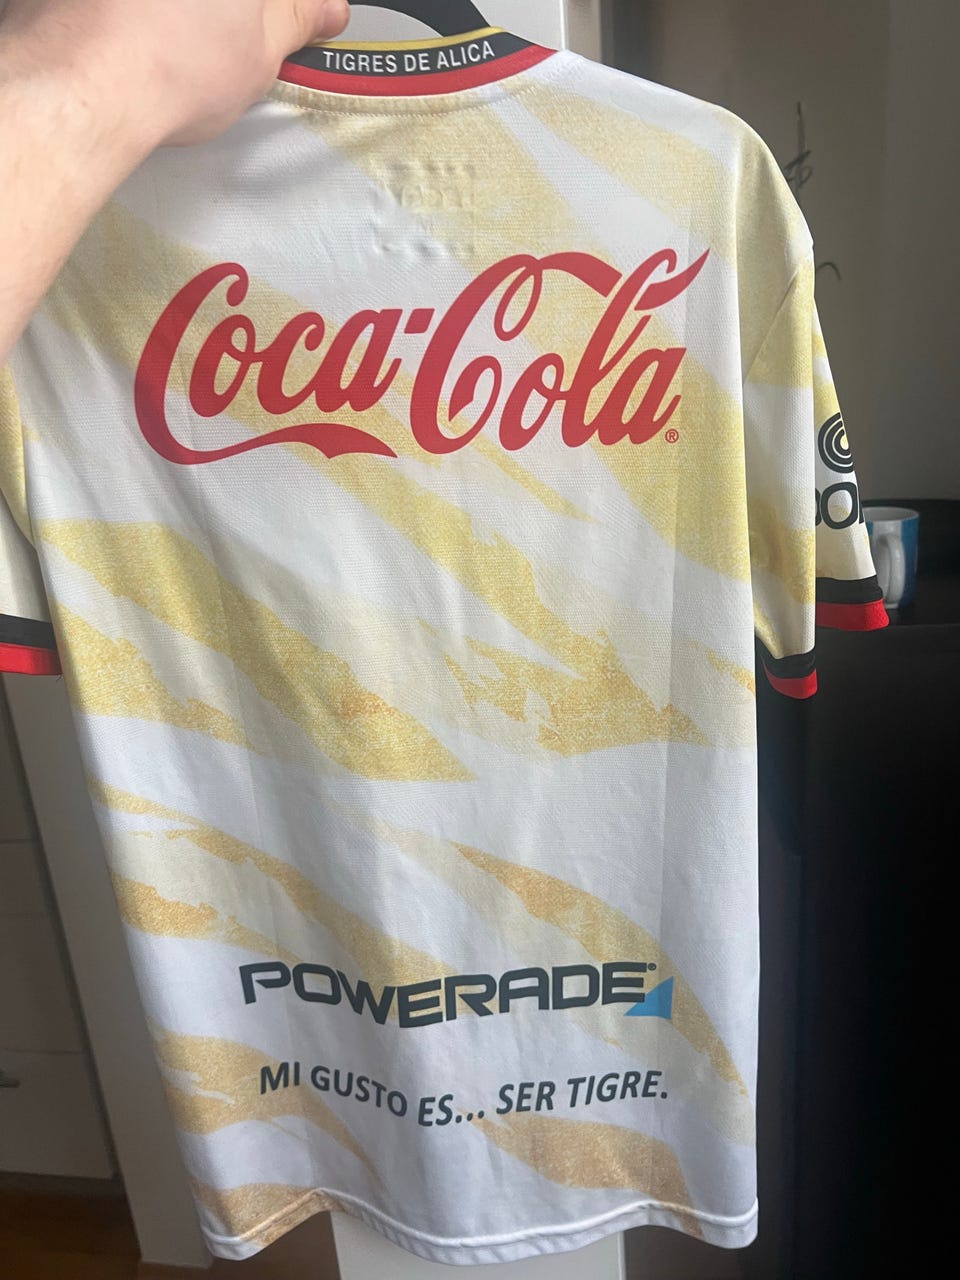 TIGRES DE ALICA
Coca-Cola®
POWERADE®
MI GUSTO ES... SER TIGRE.